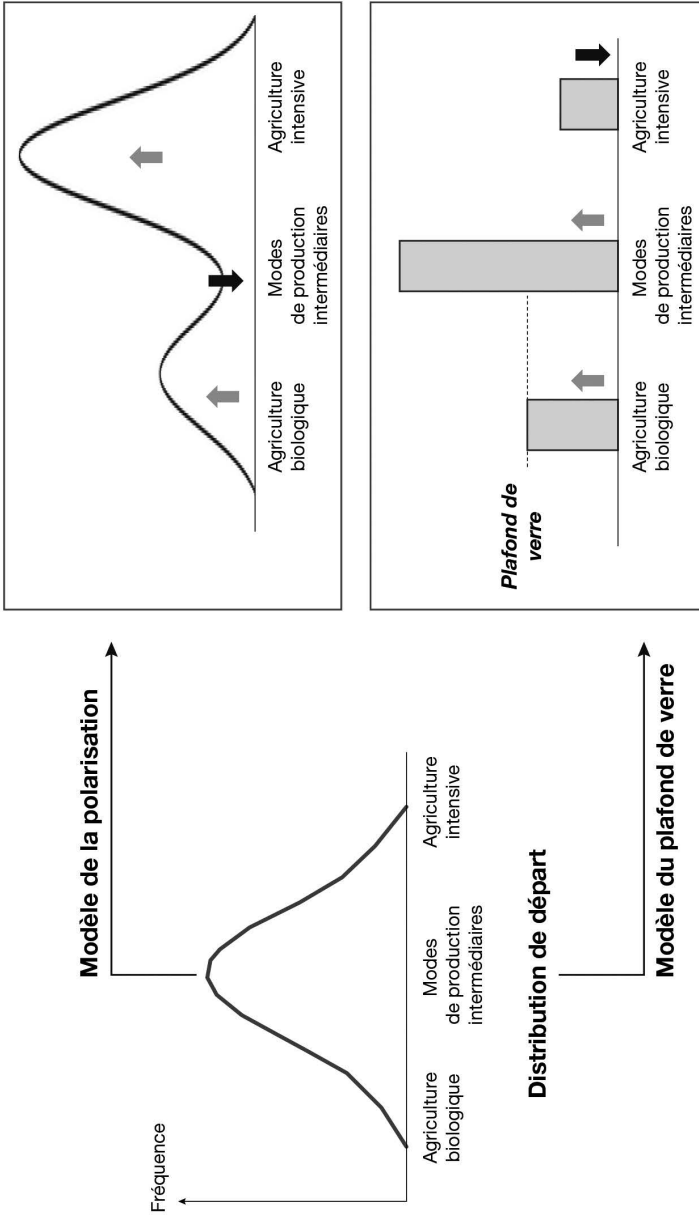 Modèle de la polarisation
Fréquence
Agriculture
biologique
Modes
de production
intermédiaires
Agriculture
intensive
Distribution de départ
Modèle du plafond de verre
Agriculture
biologique
Modes
de production
intermédiaires
Agriculture
intensive
Plafond de
verre
Agriculture
biologique
Modes
de production
intermédiaires
Agriculture
intensive